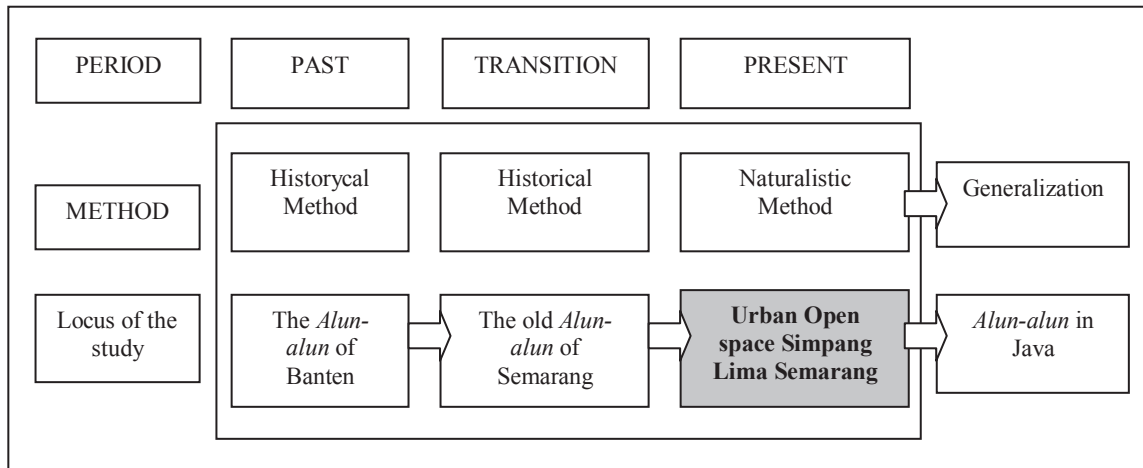 PERIOD
PAST
TRANSITION
PRESENT
METHOD
Historycal
Method
Historical
Method
Naturalistic
Method
Generalization
Locus of the
study
The Alun-
alun of
Banten
The old Alun-
alun of
Semarang
Urban Open
space Simpang
Lima Semarang
Alun-alun in
Java